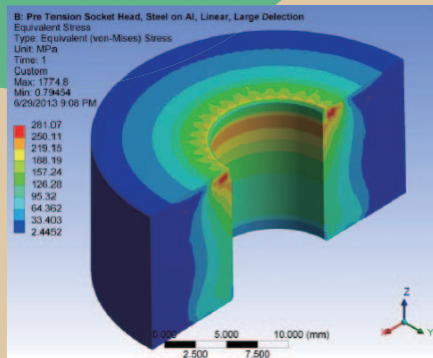 B: Pre Tension Socket Head, Steel on Al, Linear, Large Delection
Equivalent Stress
Type: Equivalent (von-Mises) Stress
Unit: MPa
Time: 1
Custom
Max: 1774.8
Min: 0.79454
6/29/2013 9:08 PM
281.07
250.11
219.15
188.19
157.24
126.28
95.32
64.362
33.403
2.4452
0.000 5.000 10.000 (mm)
2.500 7.500
Z
X Y